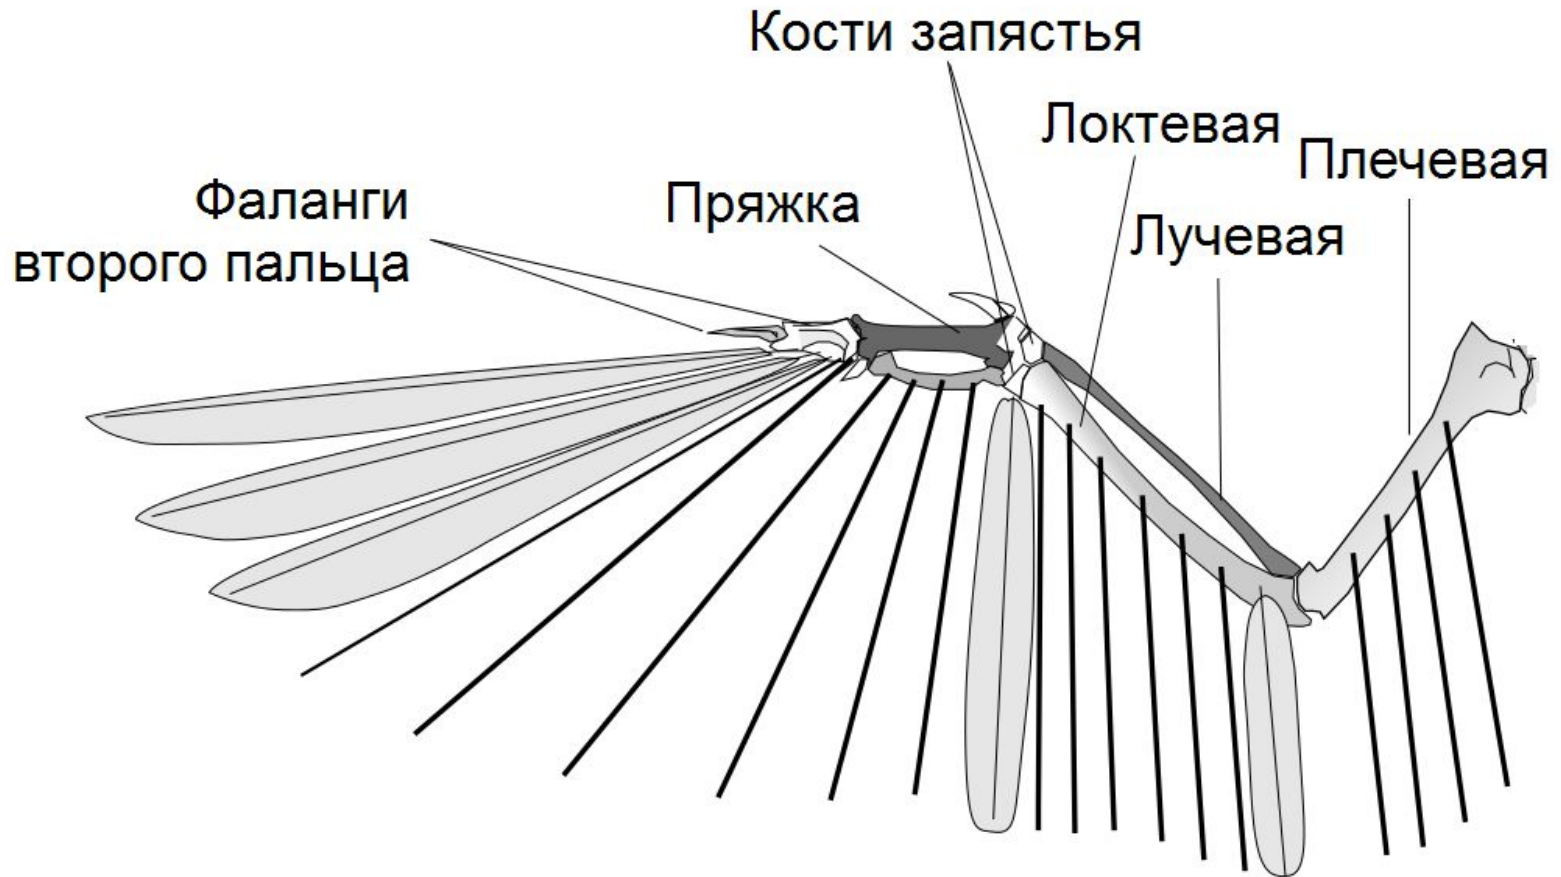 Кости запястья
Локтевая
Плечевая
Фаланги
второго пальца
Пряжка
Лучевая